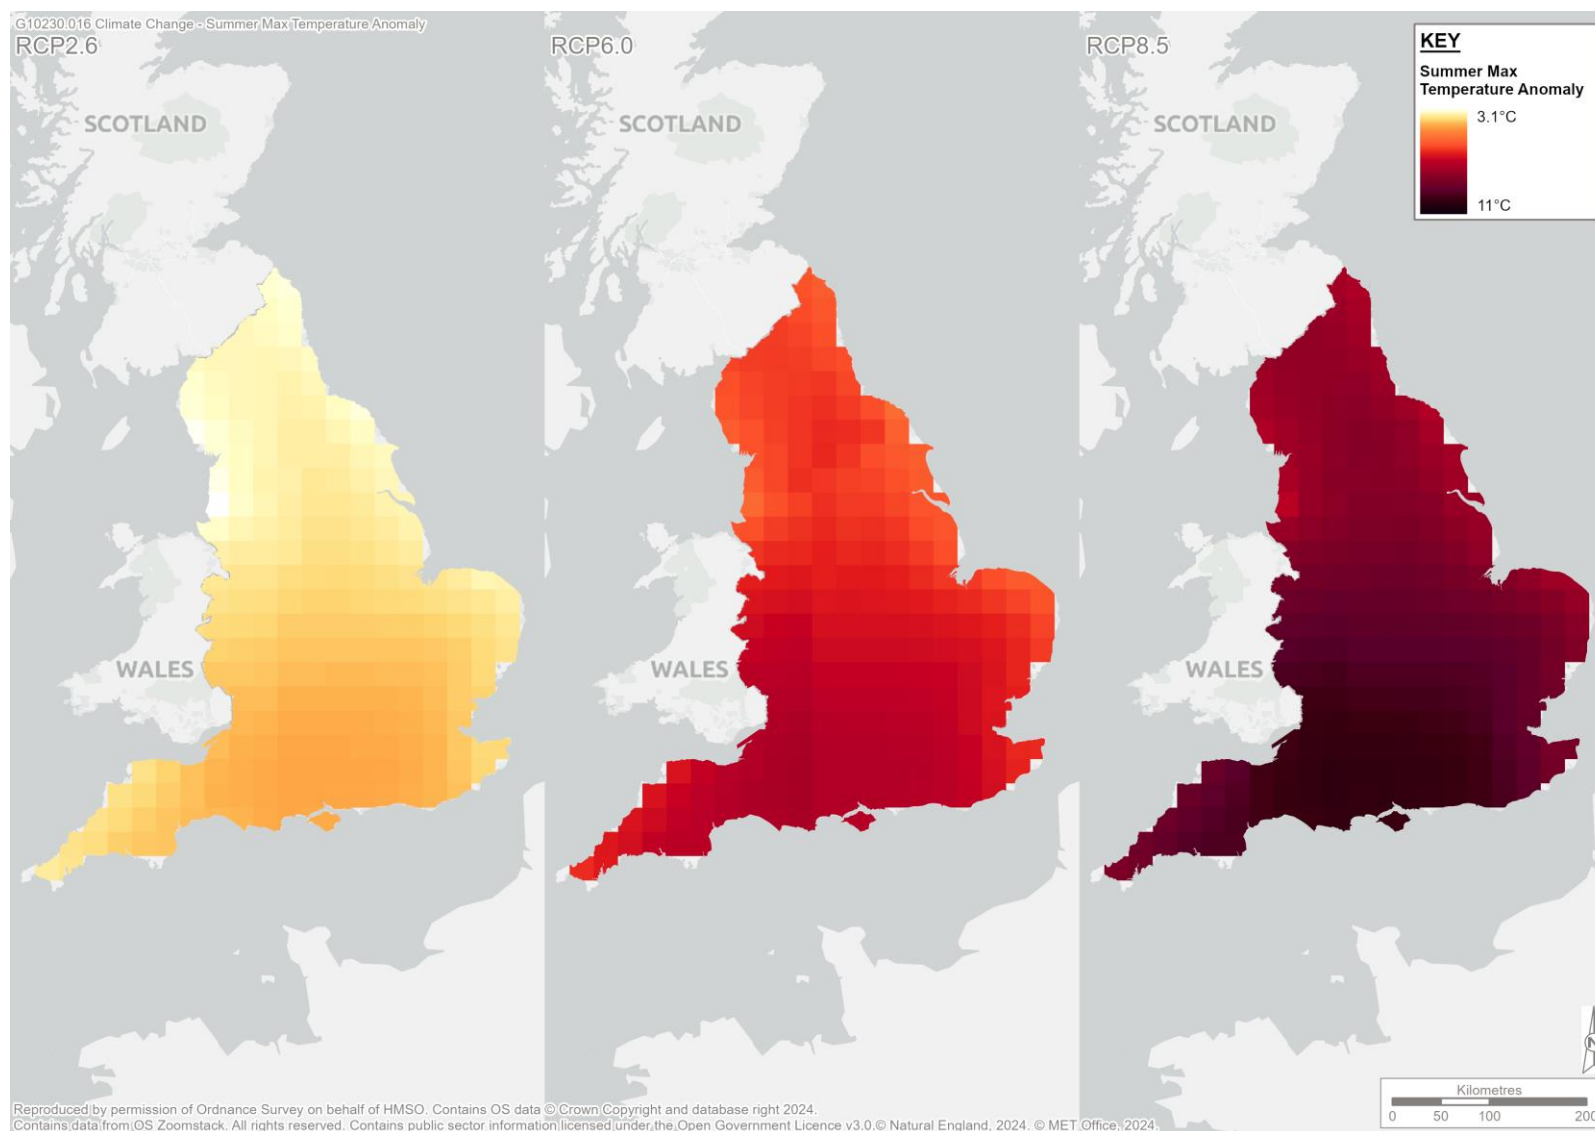 G10230.016 Climate Change - Summer Max Temperature Anomaly
RCP2.6
RCP6.0
RCP8.5
KEY
Summer Max
Temperature Anomaly
3.1°C
11°C
SCOTLAND
SCOTLAND
SCOTLAND
WALES
WALES
WALES
N
Kilometres
0 50 100 200
Reproduced by permission of Ordnance Survey on behalf of HMSO. Contains OS data © Crown Copyright and database right 2024.
Contains data from OS Zoomstack. All rights reserved. Contains public sector information licensed under the Open Government Licence v3.0.© Natural England, 2024. © MET Office, 2024.